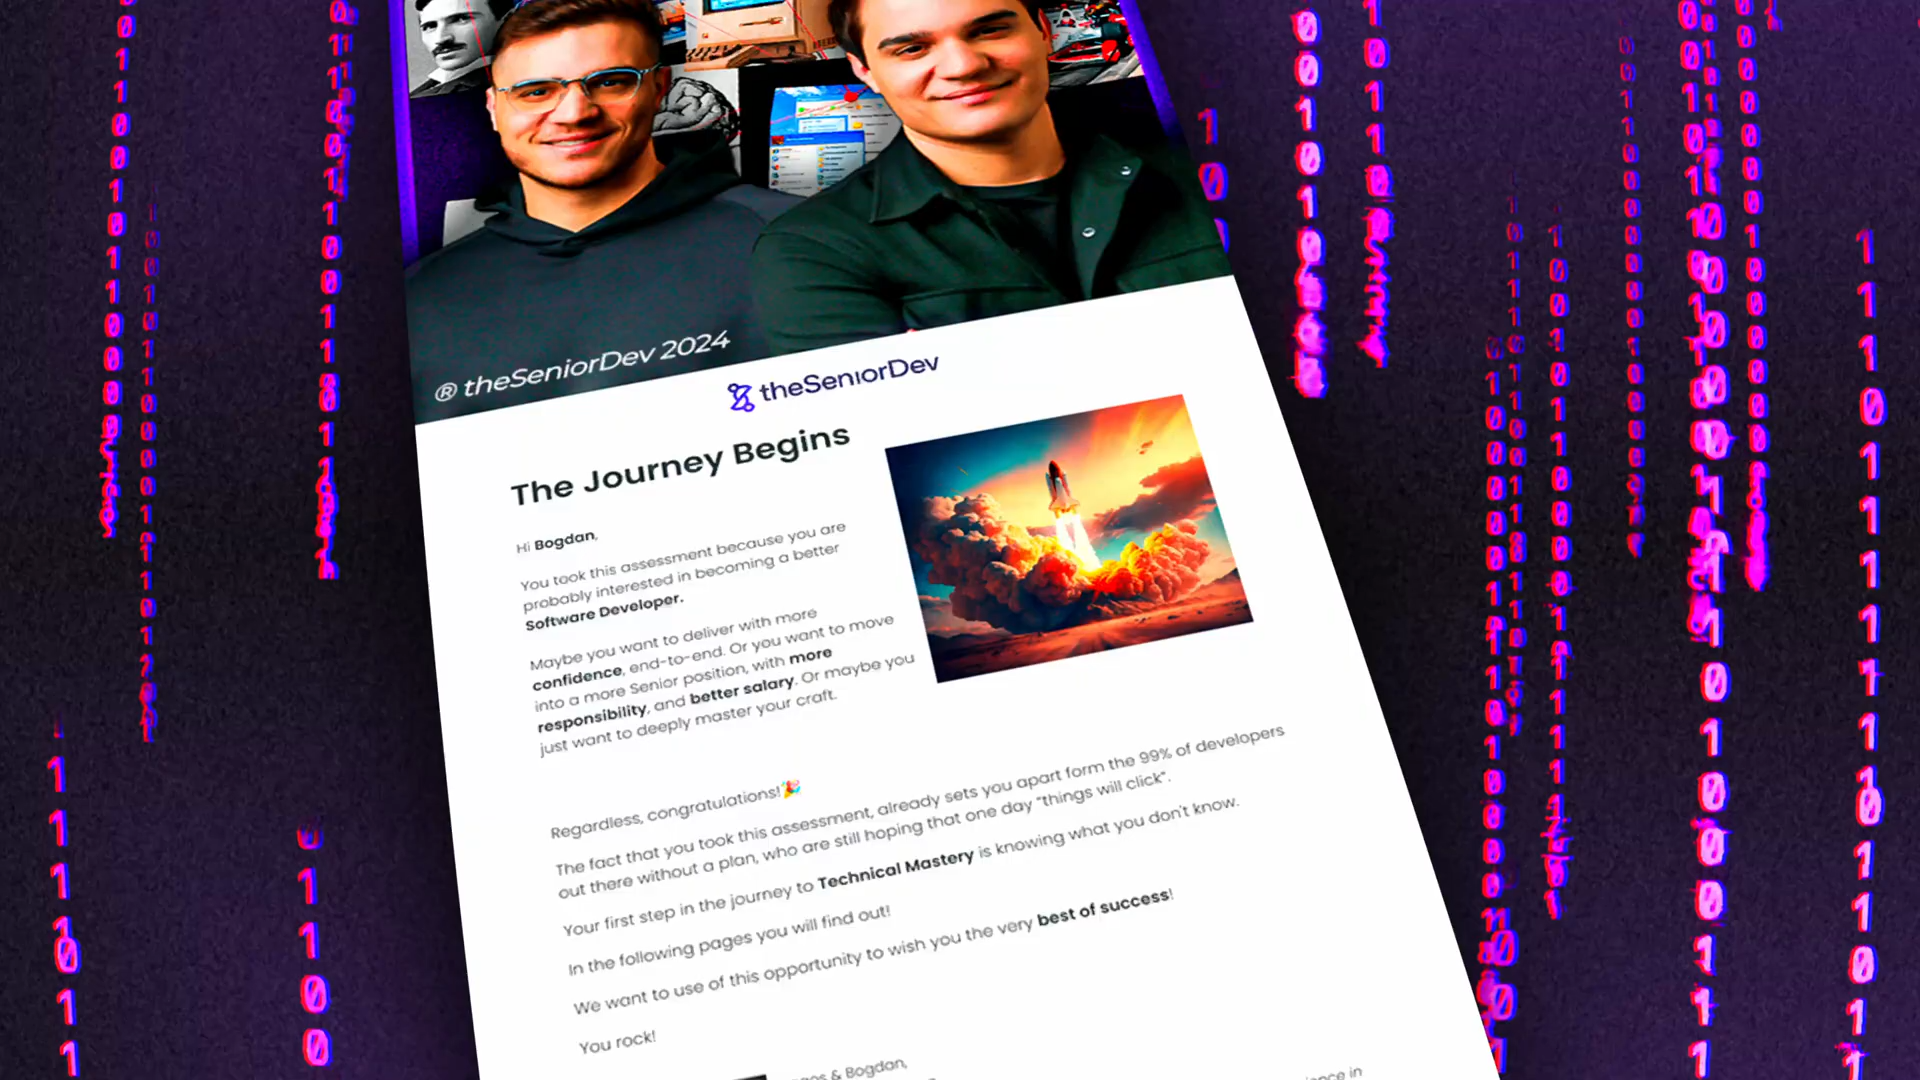 ® theSeniorDev 2024
theSeniorDev
The Journey Begins
Hi Bogdan,
You took this assessment because you are
probably interested in becoming a better
Software Developer.
Maybe you want to deliver with more
confidence, end-to-end. Or you want to move
into a more Senior position, with more
responsibility, and better salary. Or maybe you
just want to deeply master your craft.
Regardless, congratulations!🎉
The fact that you took this assessment, already sets you apart form the 99% of developers
out there without a plan, who are still hoping that one day “things will click”.
Your first step in the journey to Technical Mastery is knowing what you don't know.
In the following pages you will find out!
We want to use of this opportunity to wish you the very best of success!
You rock!
& Bogdan,
in